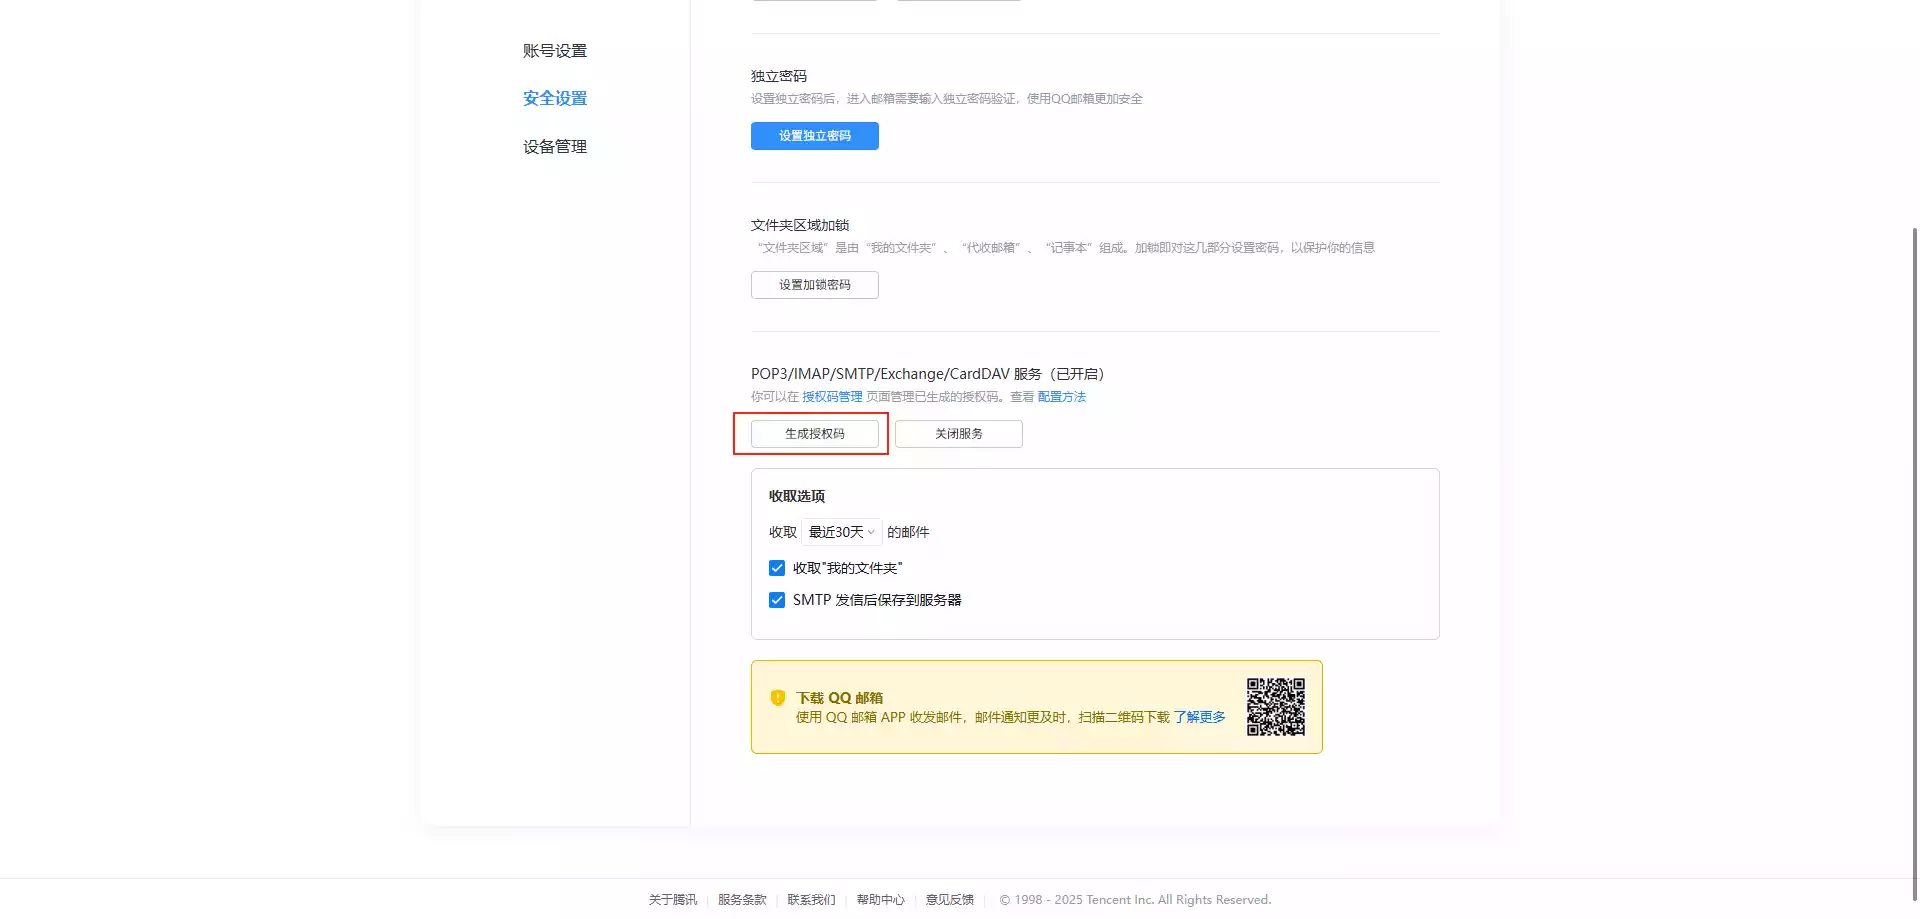 账号设置
安全设置
设备管理
独立密码
设置独立密码后，进入邮箱需要输入独立密码验证，使用QQ邮箱更加安全
设置独立密码
文件夹区域加锁
“文件夹区域”是由“我的文件夹”、“代收邮箱”、“记事本”组成。加锁即对这几部分设置密码，以保护你的信息
设置加锁密码
POP3/IMAP/SMTP/Exchange/CardDAV 服务（已开启）
你可以在 授权码管理 页面管理已生成的授权码。查看 配置方法
生成授权码
关闭服务
收取选项
收取 最近30天 的邮件
收取"我的文件夹"
SMTP 发信后保存到服务器
下载 QQ 邮箱
使用 QQ 邮箱 APP 收发邮件，邮件通知更及时，扫描二维码下载 了解更多
关于腾讯 | 服务条款 | 联系我们 | 帮助中心 | 意见反馈 | © 1998 - 2025 Tencent Inc. All Rights Reserved.